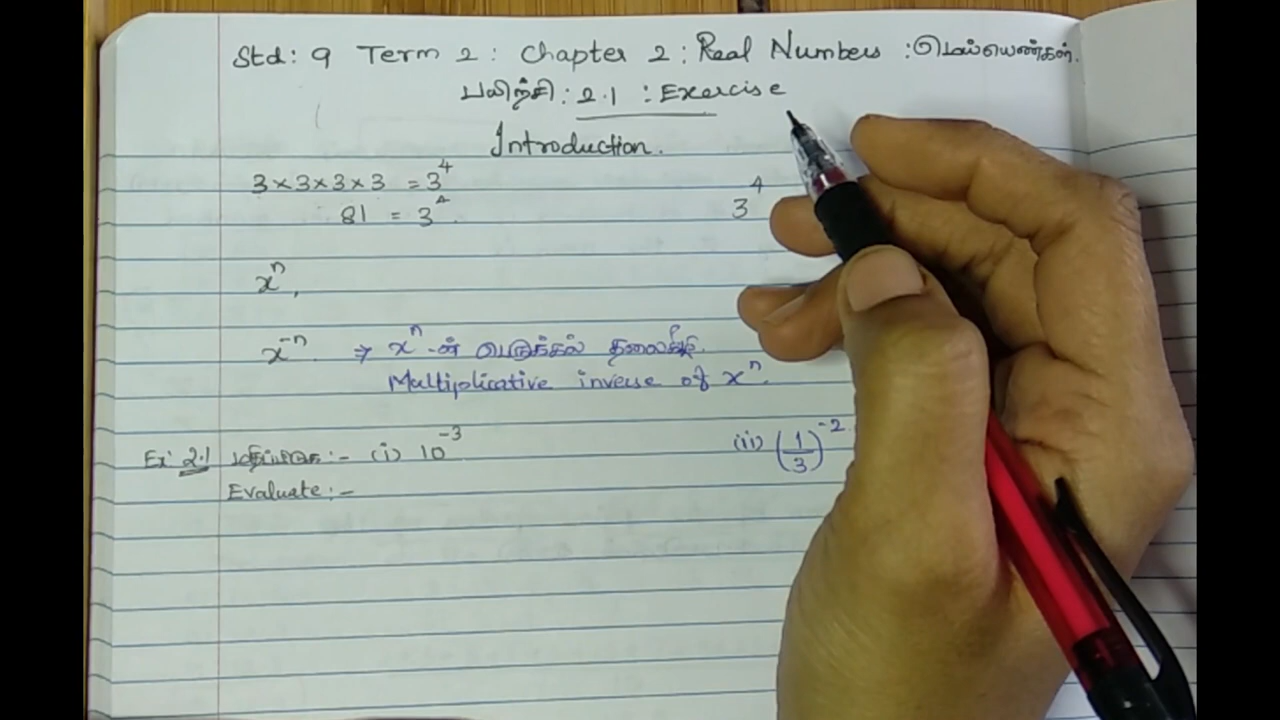 Std: 9 Term 2 : Chapter 2 : Real Numbers : மெய்யெண்கள்.
பயிற்சி : 2.1 : Exercise
Introduction.
3×3×3×3 = 3⁴ 3⁴
81 = 3⁴.
xⁿ,
x⁻ⁿ. ⇒ xⁿ-ன் பெருக்கல் தலைகீழ்.
Multiplicative inverse of xⁿ.
Ex: 2.1 மதிப்பிடுக :- (i) 10⁻³ (ii) (1/3)⁻².
Evaluate :-